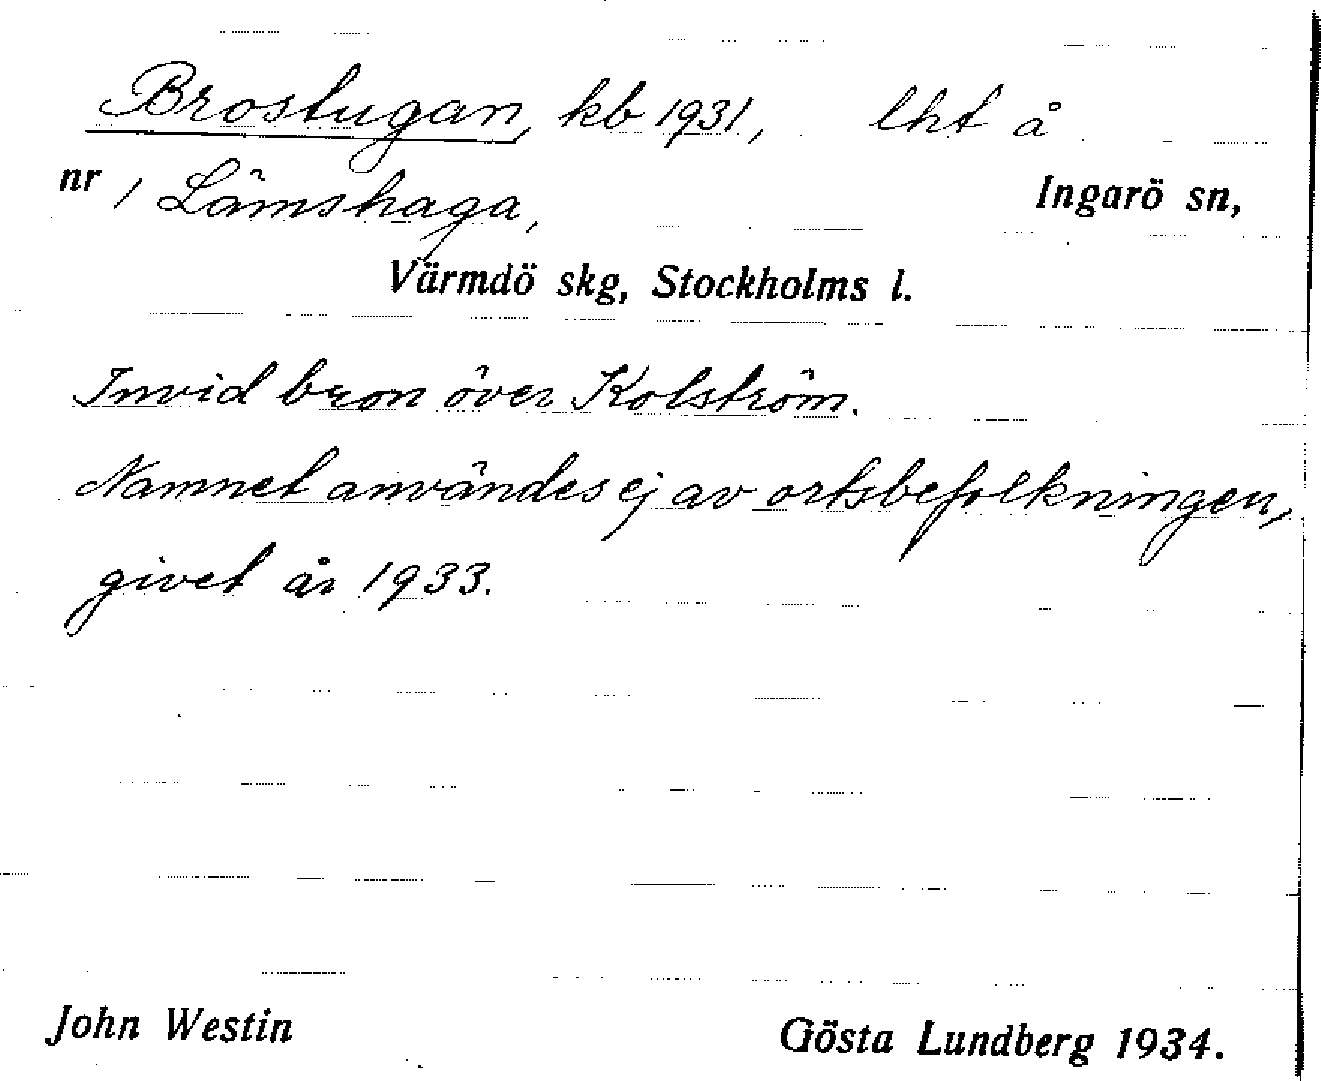 Brostugan, kb 1931, lht å
nr 1 Lämshaga, Ingarö sn,
Värmdö skg, Stockholms l.
Invid bron över Kolström.
Namnet användes ej av ortsbefolkningen,
givet år 1933.
John Westin Gösta Lundberg 1934.